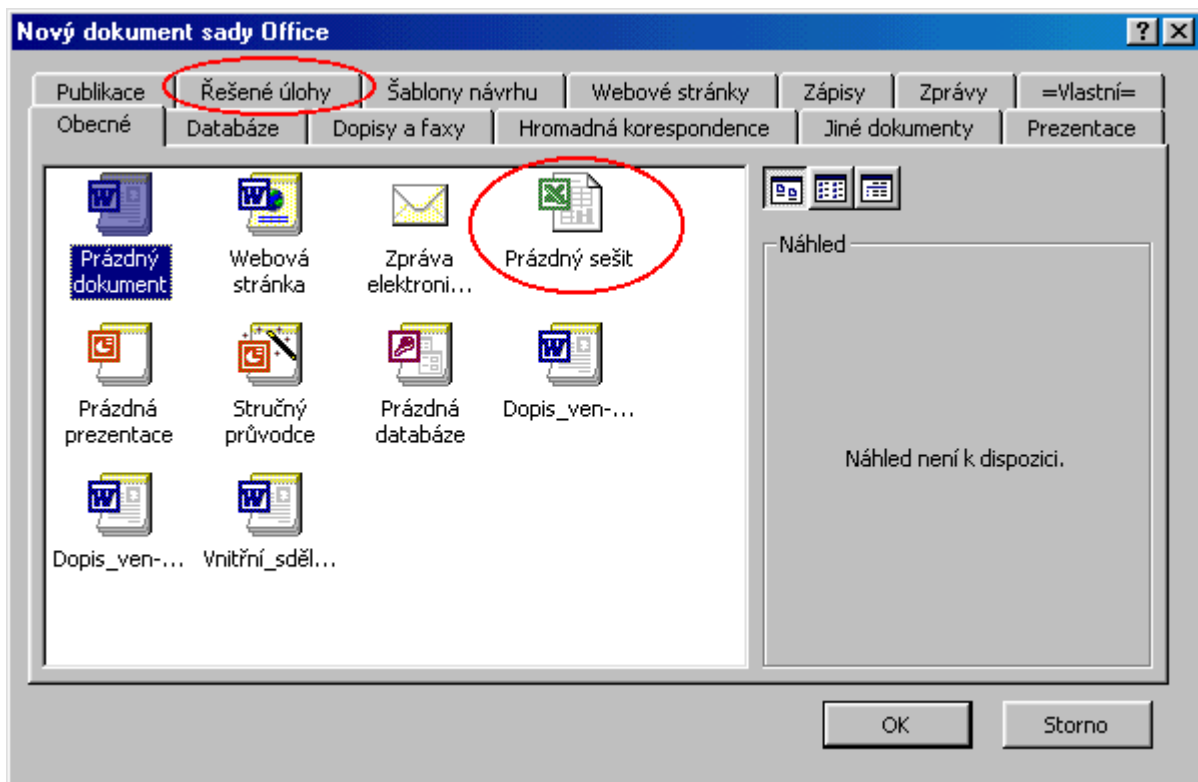 Nový dokument sady Office
Publikace Řešené úlohy Šablony návrhu Webové stránky Zápisy Zprávy =Vlastní=
Obecné Databáze Dopisy a faxy Hromadná korespondence Jiné dokumenty Prezentace
Prázdný
dokument
Webová
stránka
Zpráva
elektroni...
Prázdný sešit
Prázdná
prezentace
Stručný
průvodce
Prázdná
databáze
Dopis_ven-...
Dopis_ven-...
Vnitřní_sděl...
Náhled
Náhled není k dispozici.
OK
Storno